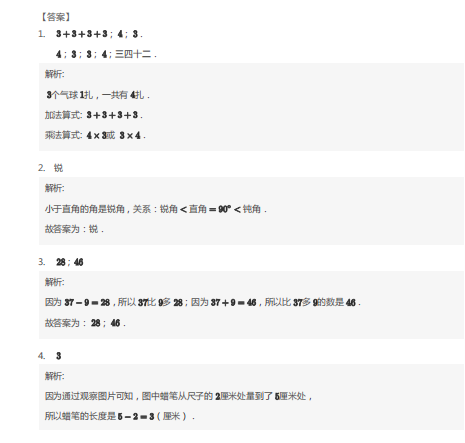 【答案】
1. 3+3+3+3；4；3．
4；3；3；4；三四十二．
解析:
3个气球1扎，一共有4扎．
加法算式: 3+3+3+3．
乘法算式: 4×3或 3×4．
2. 锐
解析:
小于直角的角是锐角，关系：锐角<直角=90°<钝角．
故答案为：锐．
3. 28；46
解析:
因为37−9=28，所以37比9多28；因为37+9=46，所以比37多9的数是46．
故答案为：28；46．
4. 3
解析:
因为通过观察图片可知，图中蜡笔从尺子的2厘米处量到了5厘米处，
所以蜡笔的长度是5−2=3（厘米）．